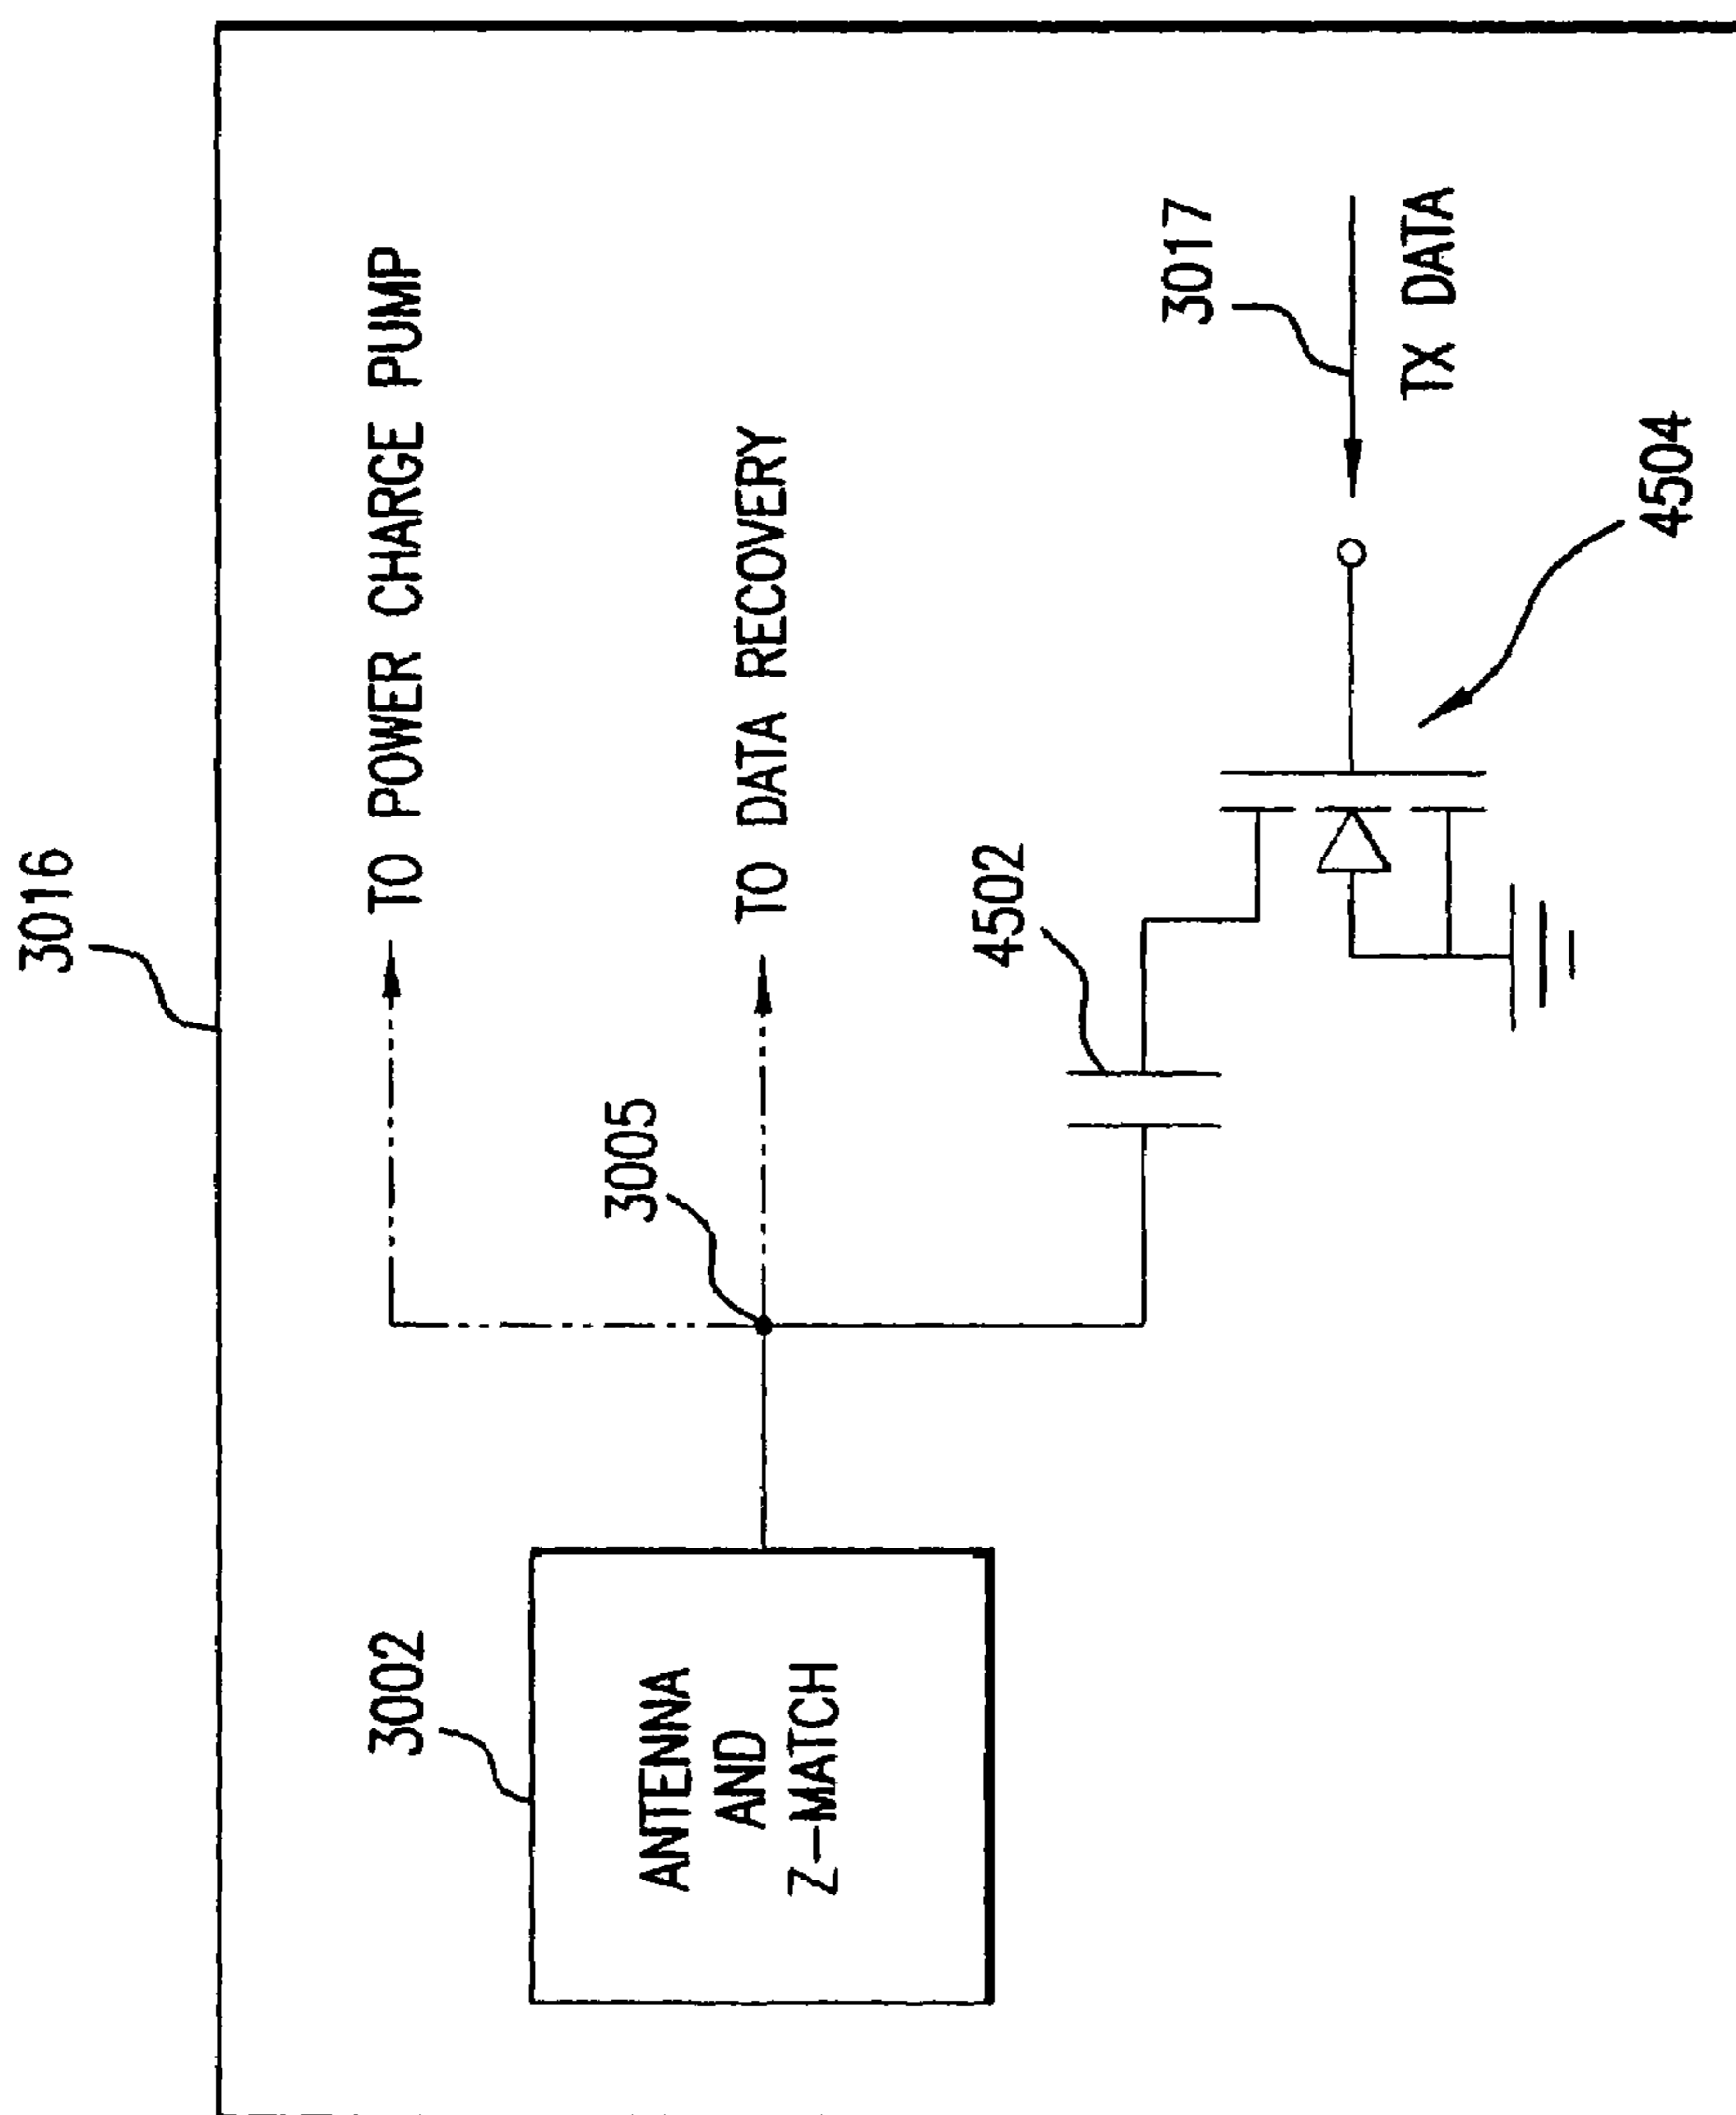 3016
TO POWER CHARGE PUMP
3002
3005
TO DATA RECOVERY
ANTENNA
AND
Z-MATCH
4502
3017
TX DATA
4504